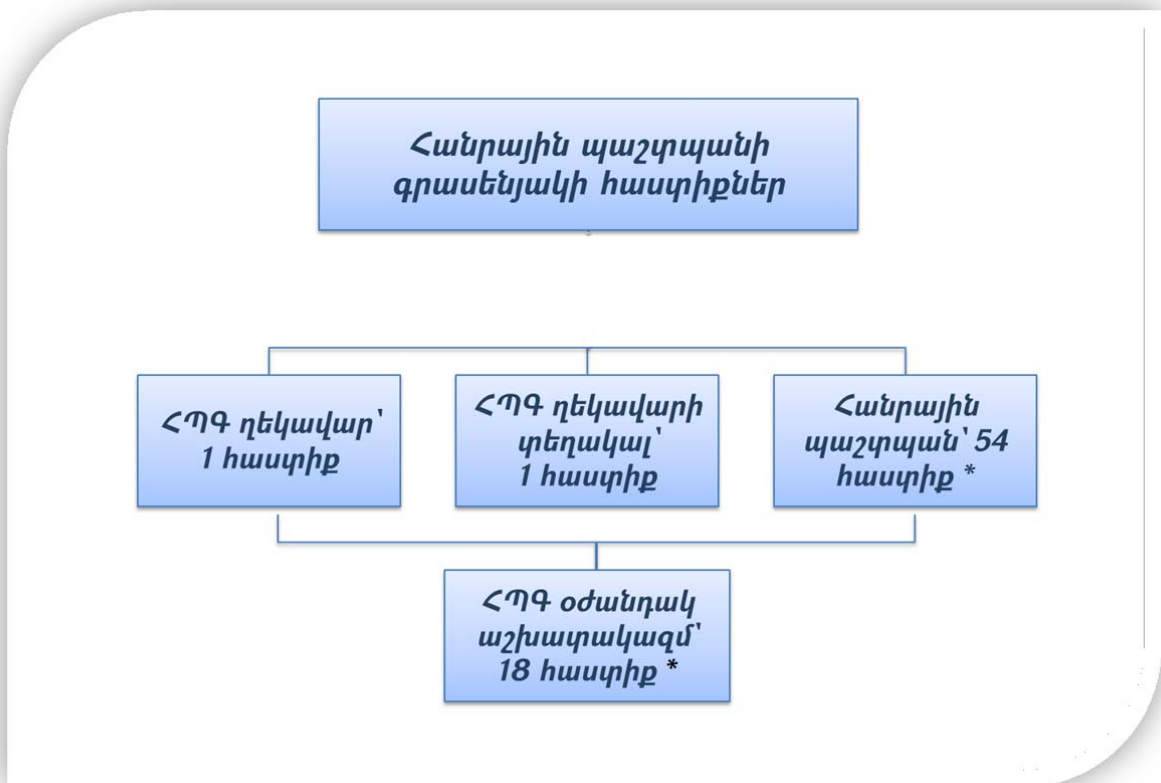 Հանրային պաշտպանի
գրասենյակի հաստիքներ
ՀՊԳ ղեկավար՝
1 հաստիք
ՀՊԳ ղեկավարի
տեղակալ՝
1 հաստիք
Հանրային
պաշտպան՝ 54
հաստիք *
ՀՊԳ օժանդակ
աշխատակազմ՝
18 հաստիք *